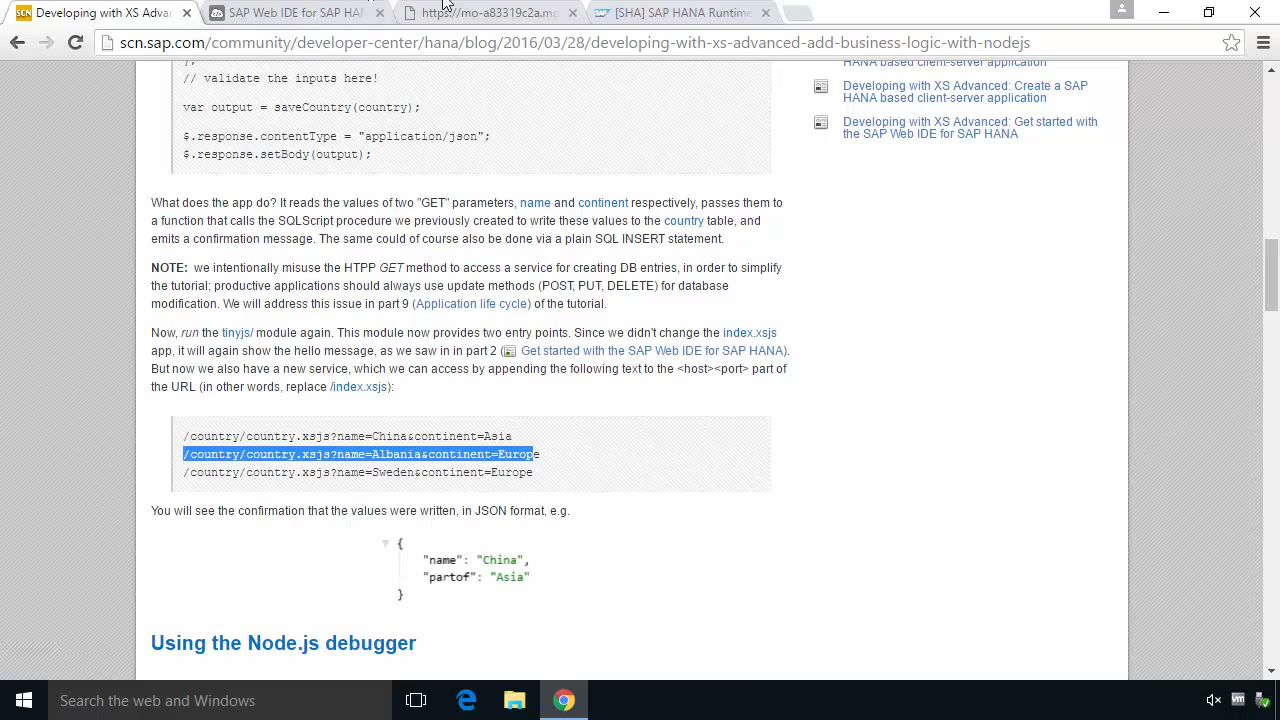 Developing with XS Adva
SAP Web IDE for SAP HA
https://mo-a83319c2a.mo
[SHA] SAP HANA Runtime
scn.sap.com/community/developer-center/hana/blog/2016/03/28/developing-with-xs-advanced-add-business-logic-with-nodejs
};
// validate the inputs here!
var output = saveCountry(country);
$.response.contentType = "application/json";
$.response.setBody(output);
What does the app do? It reads the values of two "GET" parameters, name and continent respectively, passes them to
a function that calls the SQLScript procedure we previously created to write these values to the country table, and
emits a confirmation message. The same could of course also be done via a plain SQL INSERT statement.
NOTE: we intentionally misuse the HTPP GET method to access a service for creating DB entries, in order to simplify
the tutorial; productive applications should always use update methods (POST, PUT, DELETE) for database
modification. We will address this issue in part 9 (Application life cycle) of the tutorial.
Now, run the tinyjs/ module again. This module now provides two entry points. Since we didn't change the index.xsjs
app, it will again show the hello message, as we saw in in part 2 ( Get started with the SAP Web IDE for SAP HANA).
But now we also have a new service, which we can access by appending the following text to the <host><port> part of
the URL (in other words, replace /index.xsjs):
/country/country.xsjs?name=China&continent=Asia
/country/country.xsjs?name=Albania&continent=Europe
/country/country.xsjs?name=Sweden&continent=Europe
You will see the confirmation that the values were written, in JSON format, e.g.
{
"name": "China",
"partof": "Asia"
}
Using the Node.js debugger
HANA based client-server application
Developing with XS Advanced: Create a SAP
HANA based client-server application
Developing with XS Advanced: Get started with
the SAP Web IDE for SAP HANA
Search the web and Windows